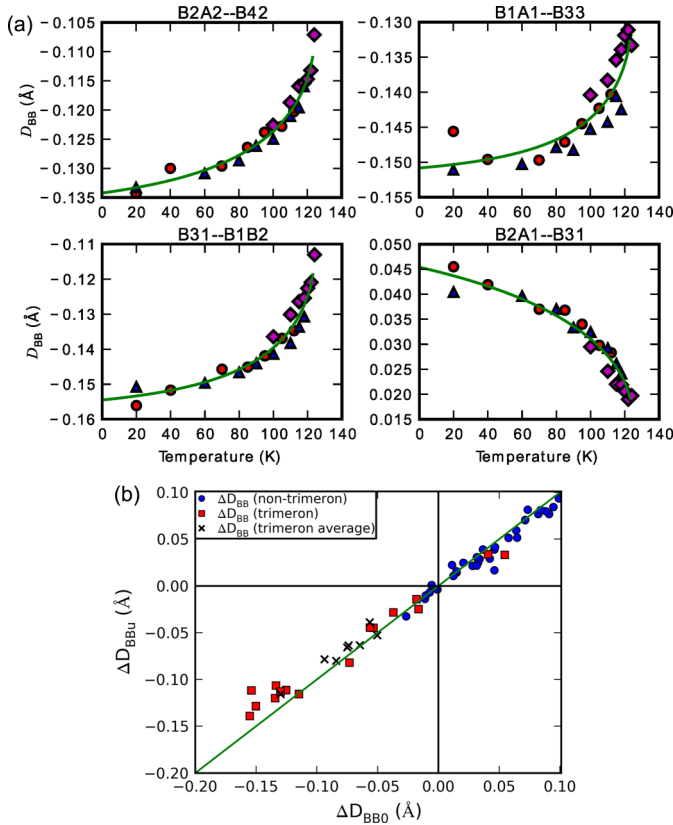 (a)
B2A2--B42
B1A1--B33
D_BB (Å)
−0.105
−0.110
−0.115
−0.120
−0.125
−0.130
−0.135
0 20 40 60 80 100 120 140
−0.130
−0.135
−0.140
−0.145
−0.150
−0.155
0 20 40 60 80 100 120 140
B31--B1B2
B2A1--B31
D_BB (Å)
−0.11
−0.12
−0.13
−0.14
−0.15
−0.16
0 20 40 60 80 100 120 140
Temperature (K)
0.050
0.045
0.040
0.035
0.030
0.025
0.020
0.015
0 20 40 60 80 100 120 140
Temperature (K)
(b)
ΔD_BB (non-trimeron)
ΔD_BB (trimeron)
ΔD_BB (trimeron average)
ΔD_BBu (Å)
0.10
0.05
0.00
−0.05
−0.10
−0.15
−0.20
−0.20 −0.15 −0.10 −0.05 0.00 0.05 0.10
ΔD_BB0 (Å)